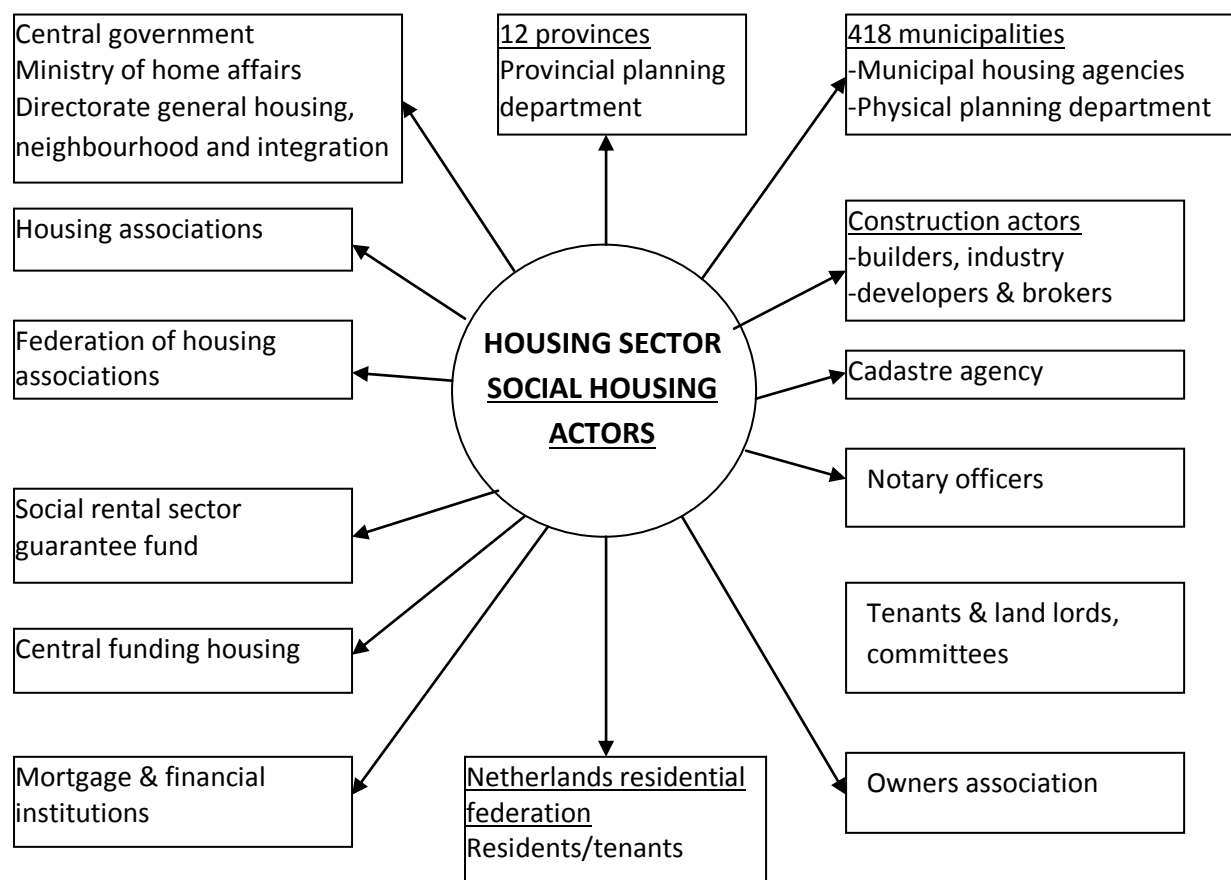 Central government
Ministry of home affairs
Directorate general housing,
neighbourhood and integration
12 provinces
Provincial planning
department
418 municipalities
-Municipal housing agencies
-Physical planning department
Housing associations
Construction actors
-builders, industry
-developers & brokers
Federation of housing
associations
HOUSING SECTOR
SOCIAL HOUSING
ACTORS
Cadastre agency
Notary officers
Social rental sector
guarantee fund
Tenants & land lords,
committees
Central funding housing
Mortgage & financial
institutions
Netherlands residential
federation
Residents/tenants
Owners association